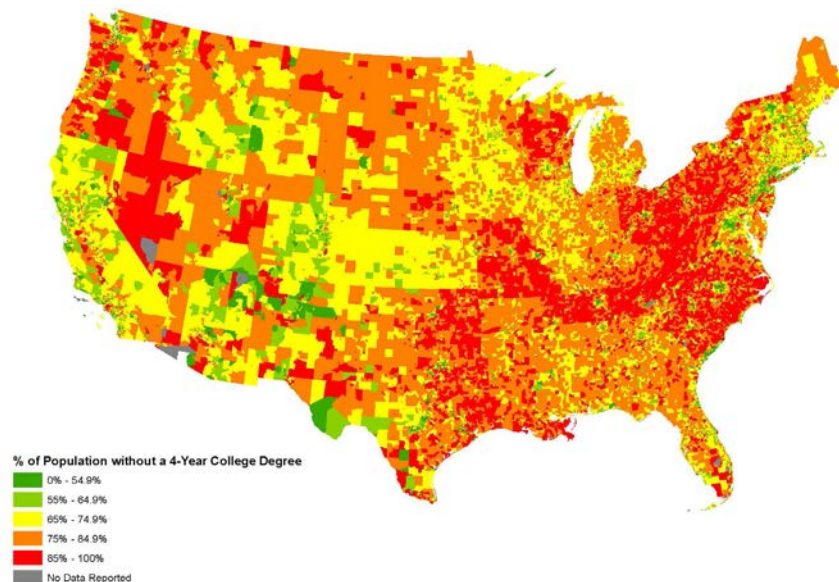 % of Population without a 4-Year College Degree
0% - 54.9%
55% - 64.9%
65% - 74.9%
75% - 84.9%
85% - 100%
No Data Reported